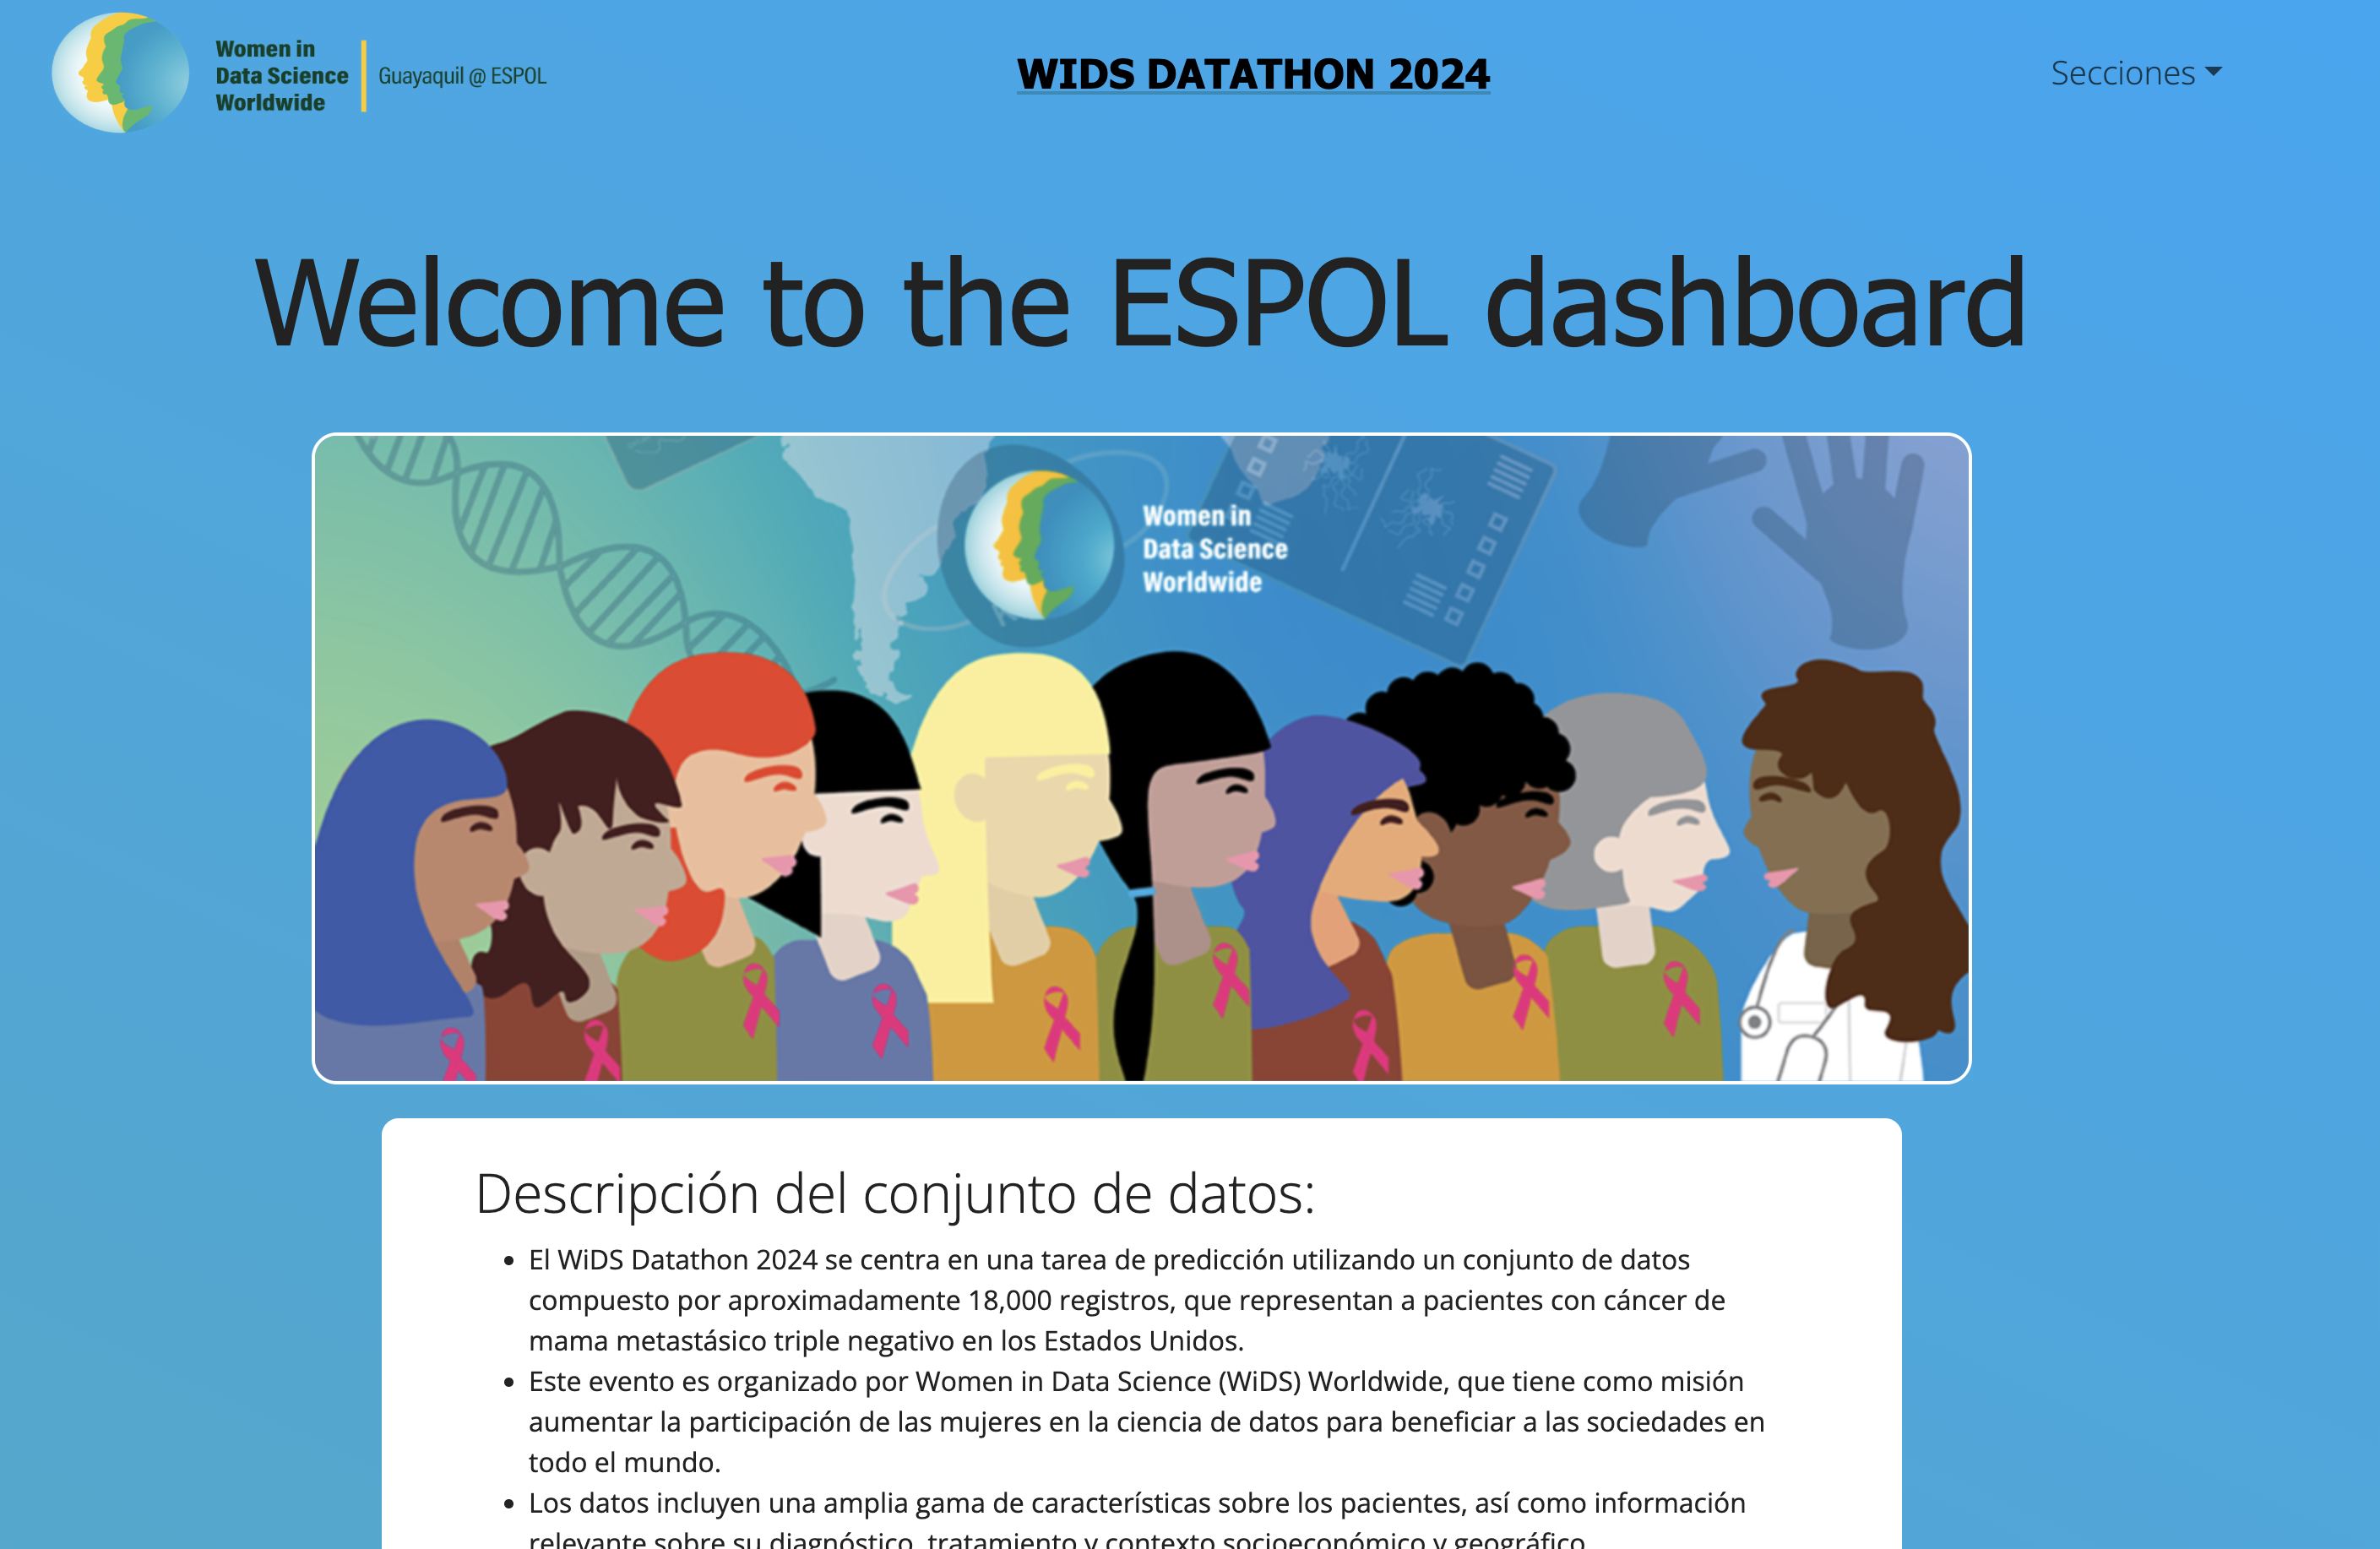 Women in
Data Science
Worldwide
Guayaquil @ ESPOL
WIDS DATATHON 2024
Secciones
Welcome to the ESPOL dashboard
Women in
Data Science
Worldwide
Descripción del conjunto de datos:
El WiDS Datathon 2024 se centra en una tarea de predicción utilizando un conjunto de datos
compuesto por aproximadamente 18,000 registros, que representan a pacientes con cáncer de
mama metastásico triple negativo en los Estados Unidos.
Este evento es organizado por Women in Data Science (WiDS) Worldwide, que tiene como misión
aumentar la participación de las mujeres en la ciencia de datos para beneficiar a las sociedades en
todo el mundo.
Los datos incluyen una amplia gama de características sobre los pacientes, así como información
relevante sobre su diagnóstico, tratamiento y contexto socioeconómico y geográfico.